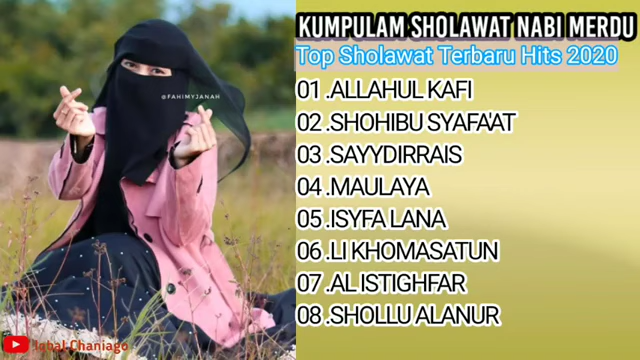 KUMPULAM SHOLAWAT NABI MERDU
Top Sholawat Terbaru Hits 2020
@FAHIMYJANAH
01 .ALLAHUL KAFI
02 .SHOHIBU SYAFA'AT
03 .SAYYDIRRAIS
04 .MAULAYA
05 .ISYFA LANA
06 .LI KHOMASATUN
07 .AL ISTIGHFAR
08 .SHOLLU ALANUR
Iqbal Chaniago